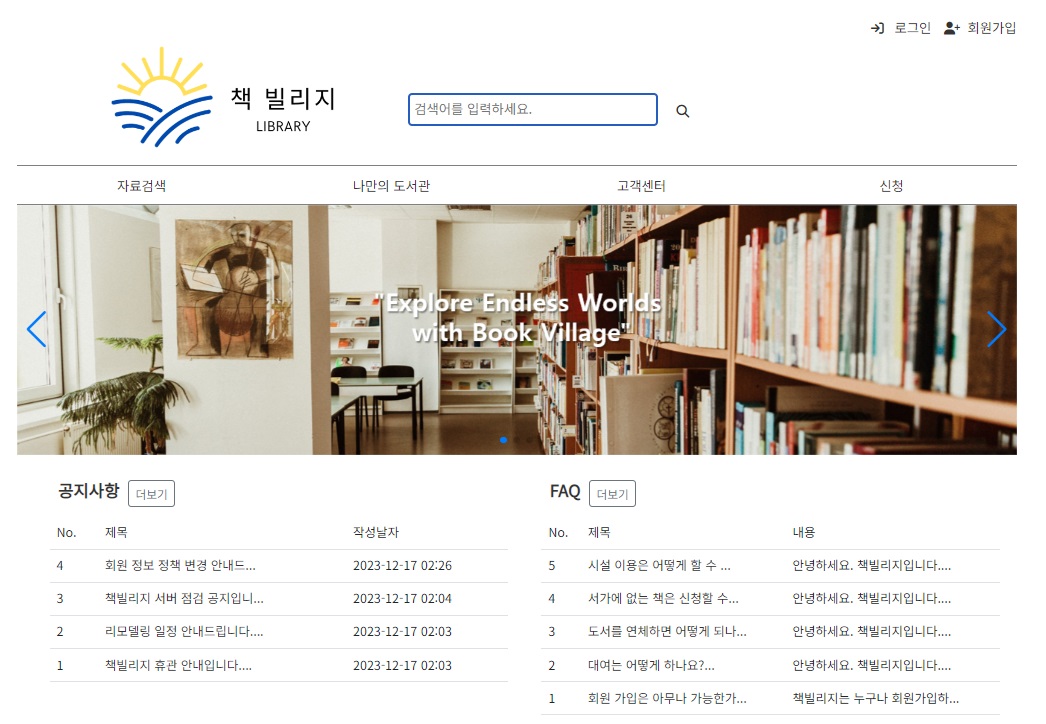 로그인 회원가입
책 빌리지
LIBRARY
검색어를 입력하세요.
자료검색 나만의 도서관 고객센터 신청
"Explore Endless Worlds
with Book Village"
공지사항 더보기
No. 제목 작성날자
4 회원 정보 정책 변경 안내드... 2023-12-17 02:26
3 책빌리지 서버 점검 공지입니... 2023-12-17 02:04
2 리모델링 일정 안내드립니다.... 2023-12-17 02:03
1 책빌리지 휴관 안내입니다.... 2023-12-17 02:03
FAQ 더보기
No. 제목 내용
5 시설 이용은 어떻게 할 수 ... 안녕하세요. 책빌리지입니다....
4 서가에 없는 책은 신청할 수... 안녕하세요. 책빌리지입니다....
3 도서를 연체하면 어떻게 되나... 안녕하세요. 책빌리지입니다....
2 대여는 어떻게 하나요?... 안녕하세요. 책빌리지입니다....
1 회원 가입은 아무나 가능한가... 책빌리지는 누구나 회원가입하...